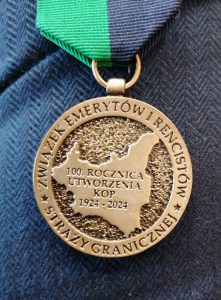 ZWIĄZEK EMERYTÓW I RENCISTÓW
100. ROCZNICA
UTWORZENIA
KOP
1924 - 2024
STRAŻY GRANICZNEJ